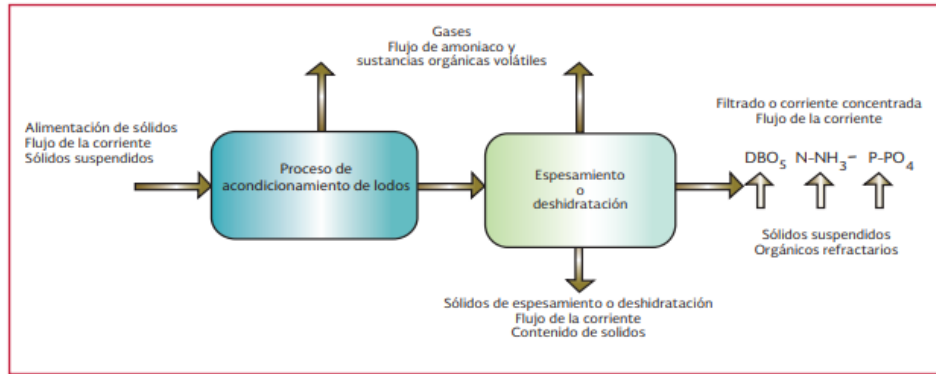 Gases
Flujo de amoniaco y
sustancias orgánicas volátiles
Alimentación de sólidos
Flujo de la corriente
Sólidos suspendidos
Proceso de
acondicionamiento de lodos
Espesamiento
o
deshidratación
Filtrado o corriente concentrada
Flujo de la corriente
DBO₅ N-NH₃- P-PO₄
Sólidos suspendidos
Orgánicos refractarios
Sólidos de espesamiento o deshidratación
Flujo de la corriente
Contenido de solidos